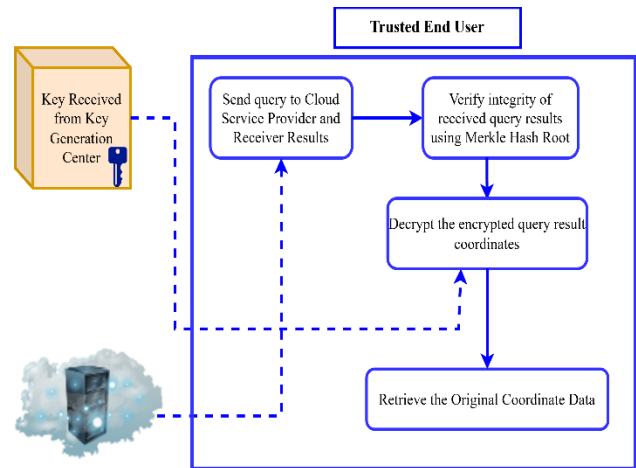 Trusted End User
Key Received
from Key
Generation
Center
Send query to Cloud
Service Provider and
Receiver Results
Verify integrity of
received query results
using Merkle Hash Root
Decrypt the encrypted query result
coordinates
Retrieve the Original Coordinate Data